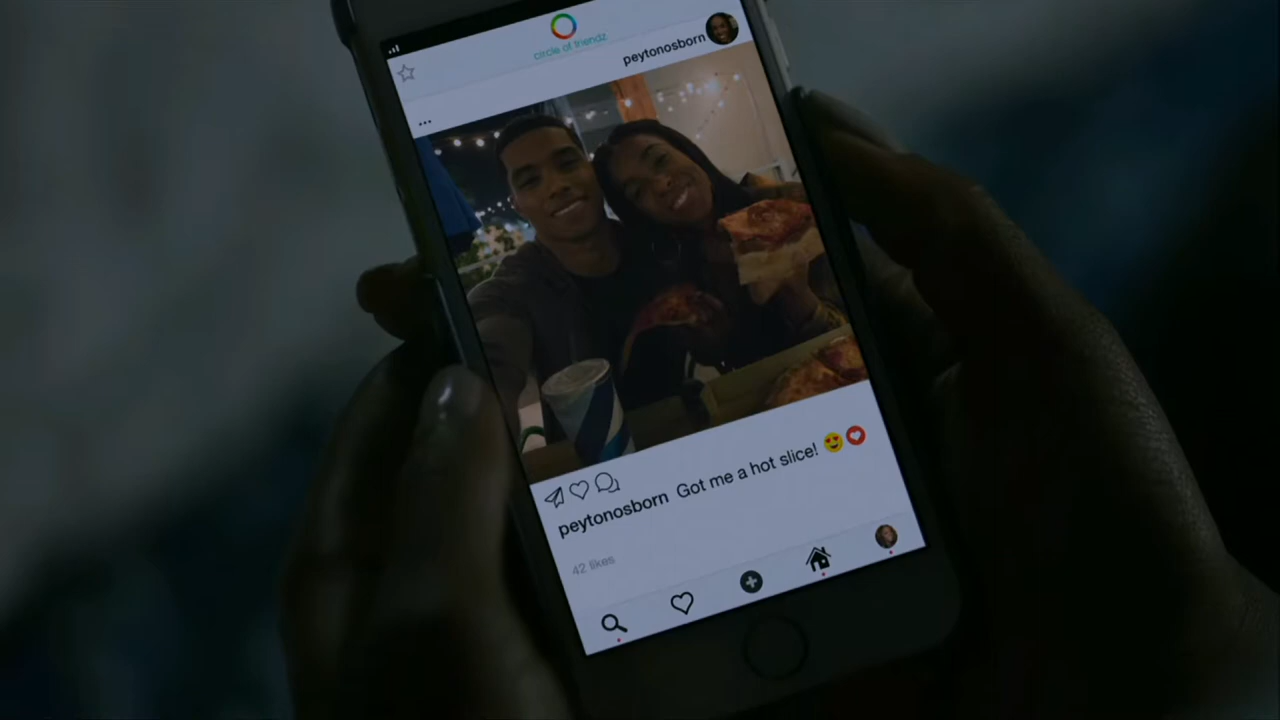 circle of friendz
peytonosborn
peytonosborn Got me a hot slice! 😍
42 likes